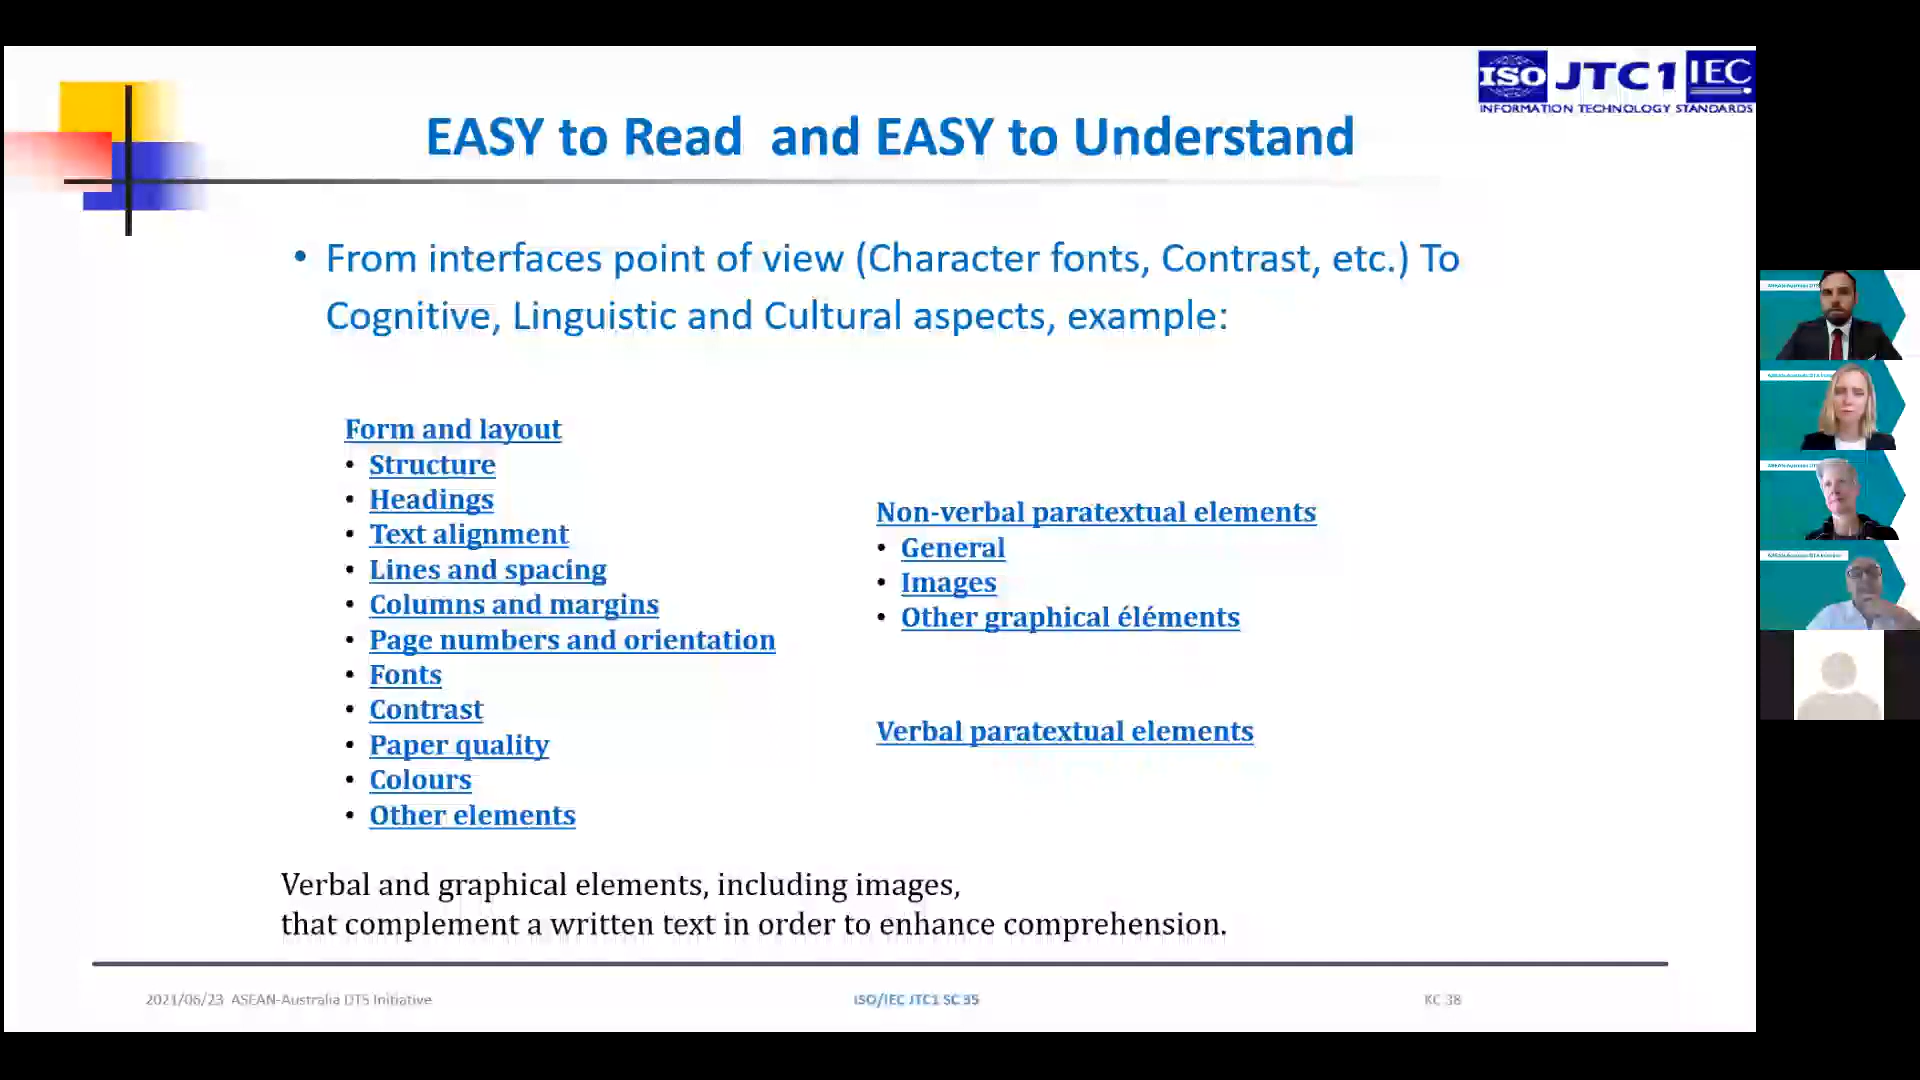 ISO JTC1 IEC
INFORMATION TECHNOLOGY STANDARDS
EASY to Read and EASY to Understand
• From interfaces point of view (Character fonts, Contrast, etc.) To
Cognitive, Linguistic and Cultural aspects, example:
Form and layout
• Structure
• Headings
• Text alignment
• Lines and spacing
• Columns and margins
• Page numbers and orientation
• Fonts
• Contrast
• Paper quality
• Colours
• Other elements
Non-verbal paratextual elements
• General
• Images
• Other graphical éléments
Verbal paratextual elements
Verbal and graphical elements, including images,
that complement a written text in order to enhance comprehension.
2021/06/23 ASEAN-Australia DTS Initiative
ISO/IEC JTC1 SC 35
KC 38